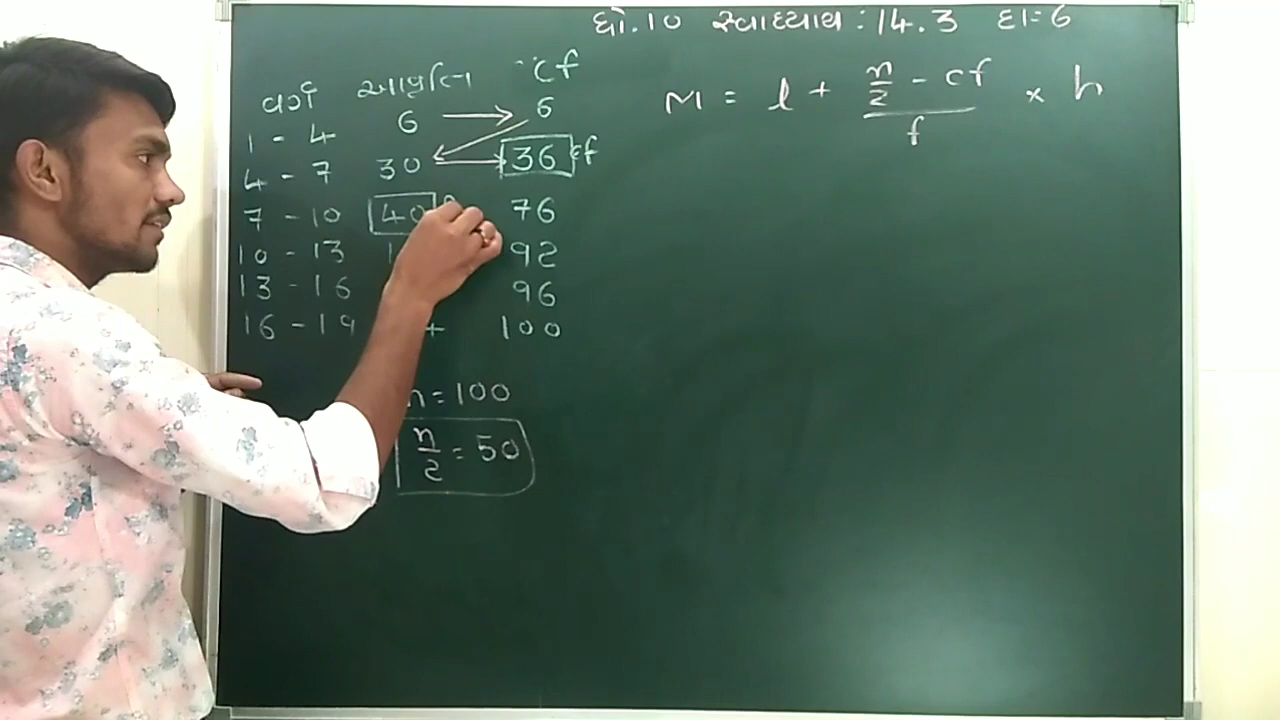 ધો.10 સ્વાધ્યાય : 14.3 દા=6
M = l + n/2 - cf / f × h
વર્ગ આવૃત્તિ cf
1 - 4 6 6
4 - 7 30 36 cf
7 - 10 40 76
10 - 13 1 92
13 - 16 96
16 - 19 100
n = 100
n/2 = 50